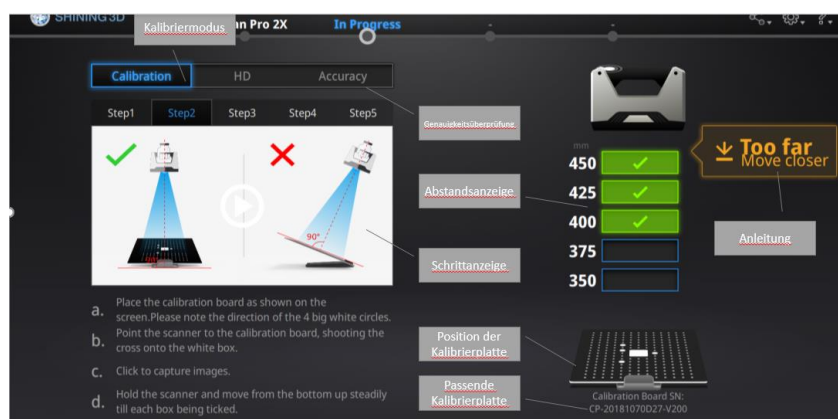 SHINING 3D
Kalibriermodus
an Pro 2X
In Progress
Calibration
HD
Accuracy
Step1
Step2
Step3
Step4
Step5
Genauigkeitsüberprüfung
mm
450
Too far
Move closer
425
Abstandsanzeige
400
Anleitung
375
90°
Schrittanzeige
350
a. Place the calibration board as shown on the
screen.Please note the direction of the 4 big white circles.
b. Point the scanner to the calibration board, shooting the
cross onto the white box.
c. Click to capture images.
d. Hold the scanner and move from the bottom up steadily
till each box being ticked.
Position der
Kalibrierplatte
Passende
Kalibrierplatte
Calibration Board SN:
CP-20181070D27-V200